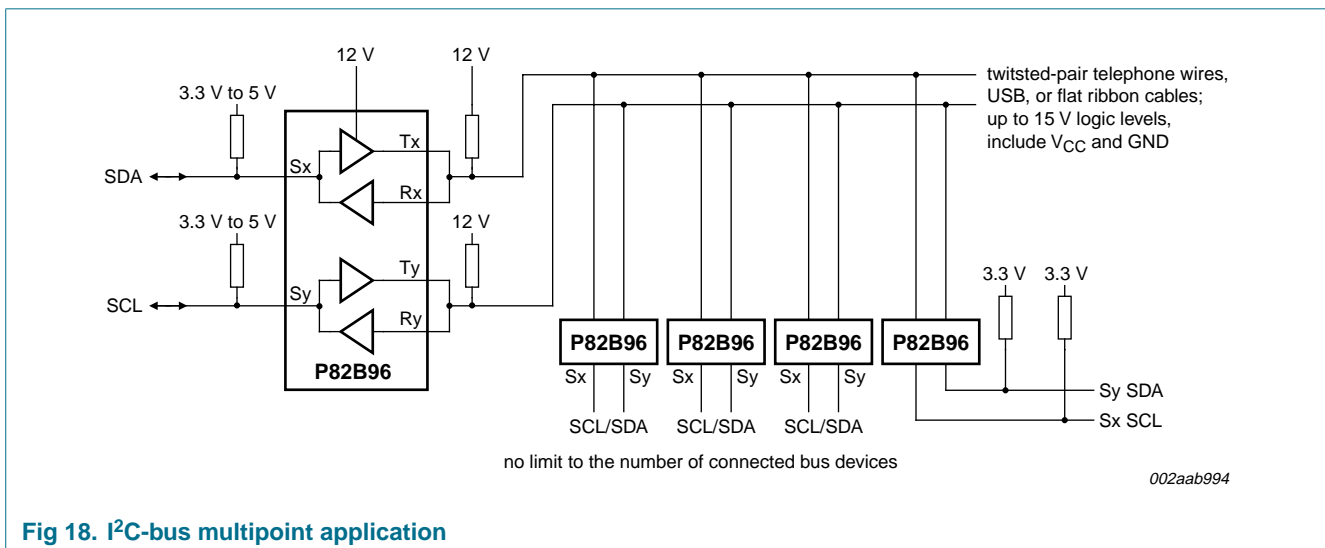 12 V
12 V
3.3 V to 5 V
twitsted-pair telephone wires,
USB, or flat ribbon cables;
up to 15 V logic levels,
include VCC and GND
Tx
Sx
SDA
Rx
3.3 V to 5 V
12 V
Ty
Sy
SCL
Ry
P82B96
3.3 V
3.3 V
P82B96
P82B96
P82B96
P82B96
Sx
Sy
Sx
Sy
Sx
Sy
Sy SDA
Sx SCL
SCL/SDA
SCL/SDA
SCL/SDA
no limit to the number of connected bus devices
002aab994
Fig 18. I²C-bus multipoint application